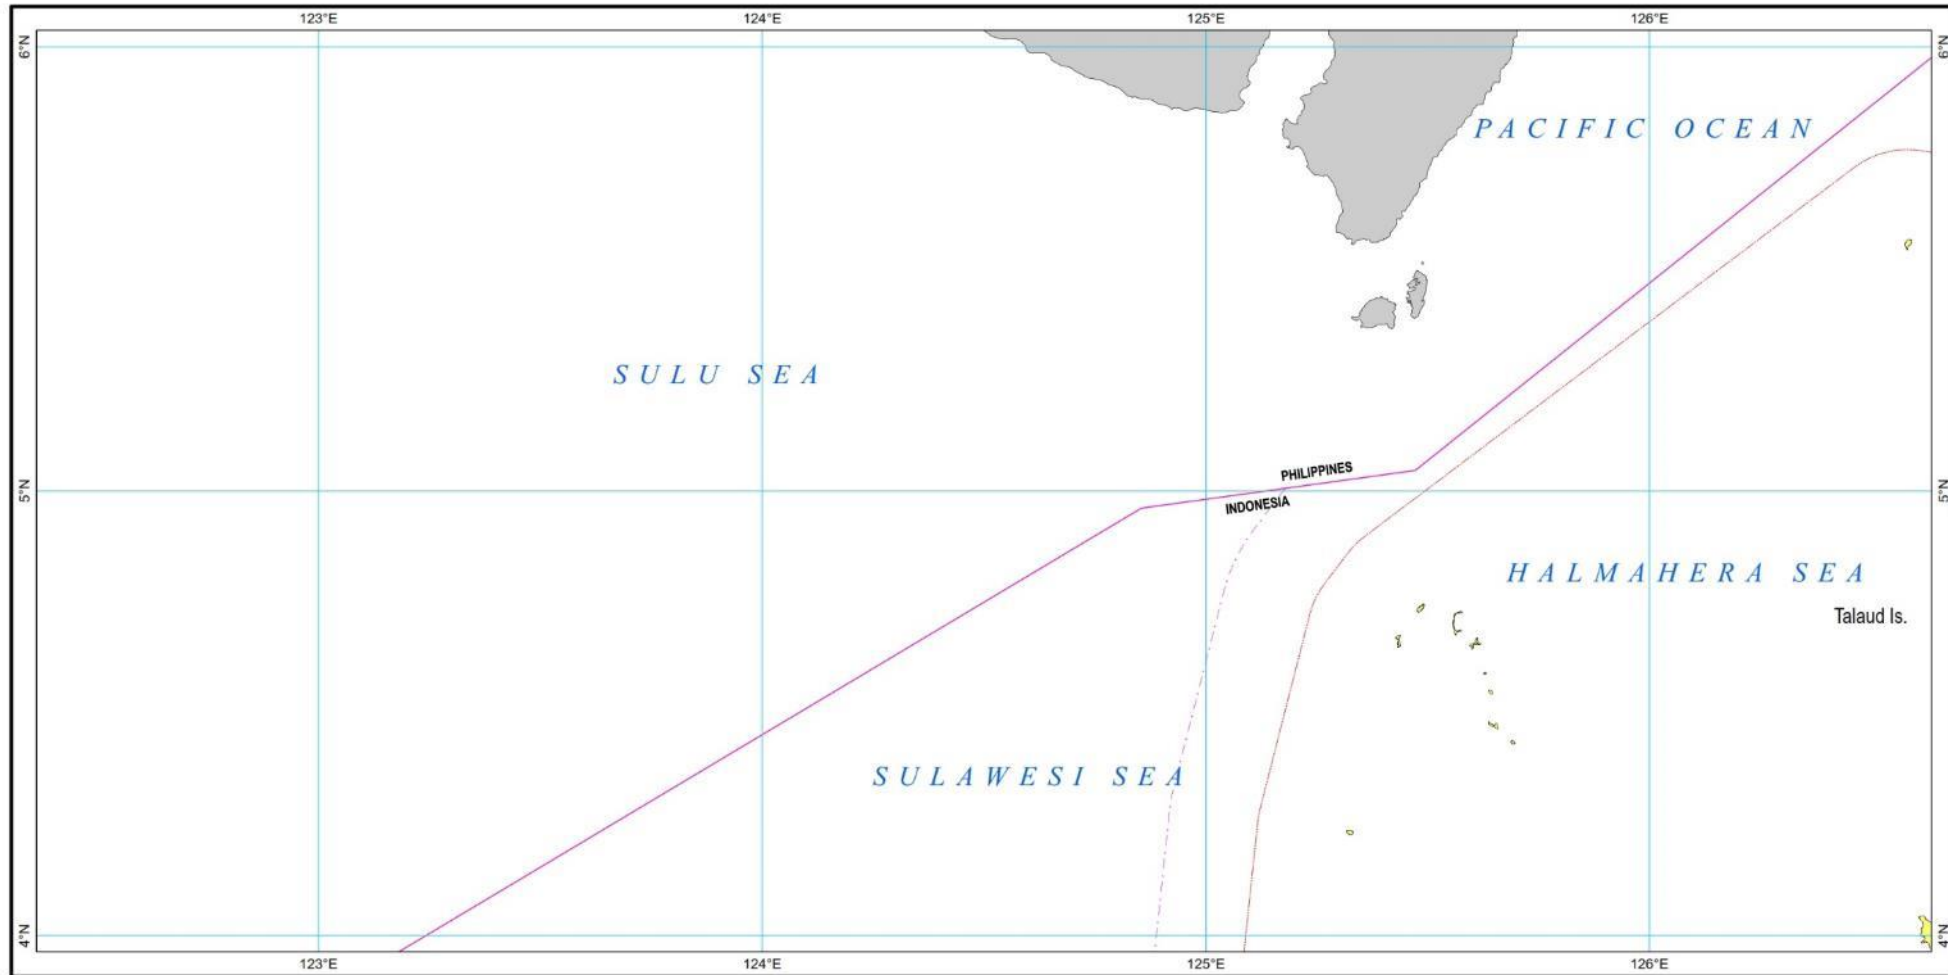 123°E
124°E
125°E
126°E
6°N
6°N
PACIFIC OCEAN
SULU SEA
PHILIPPINES
5°N
INDONESIA
5°N
HALMAHERA SEA
Talaud Is.
SULAWESI SEA
4°N
4°N
123°E
124°E
125°E
126°E